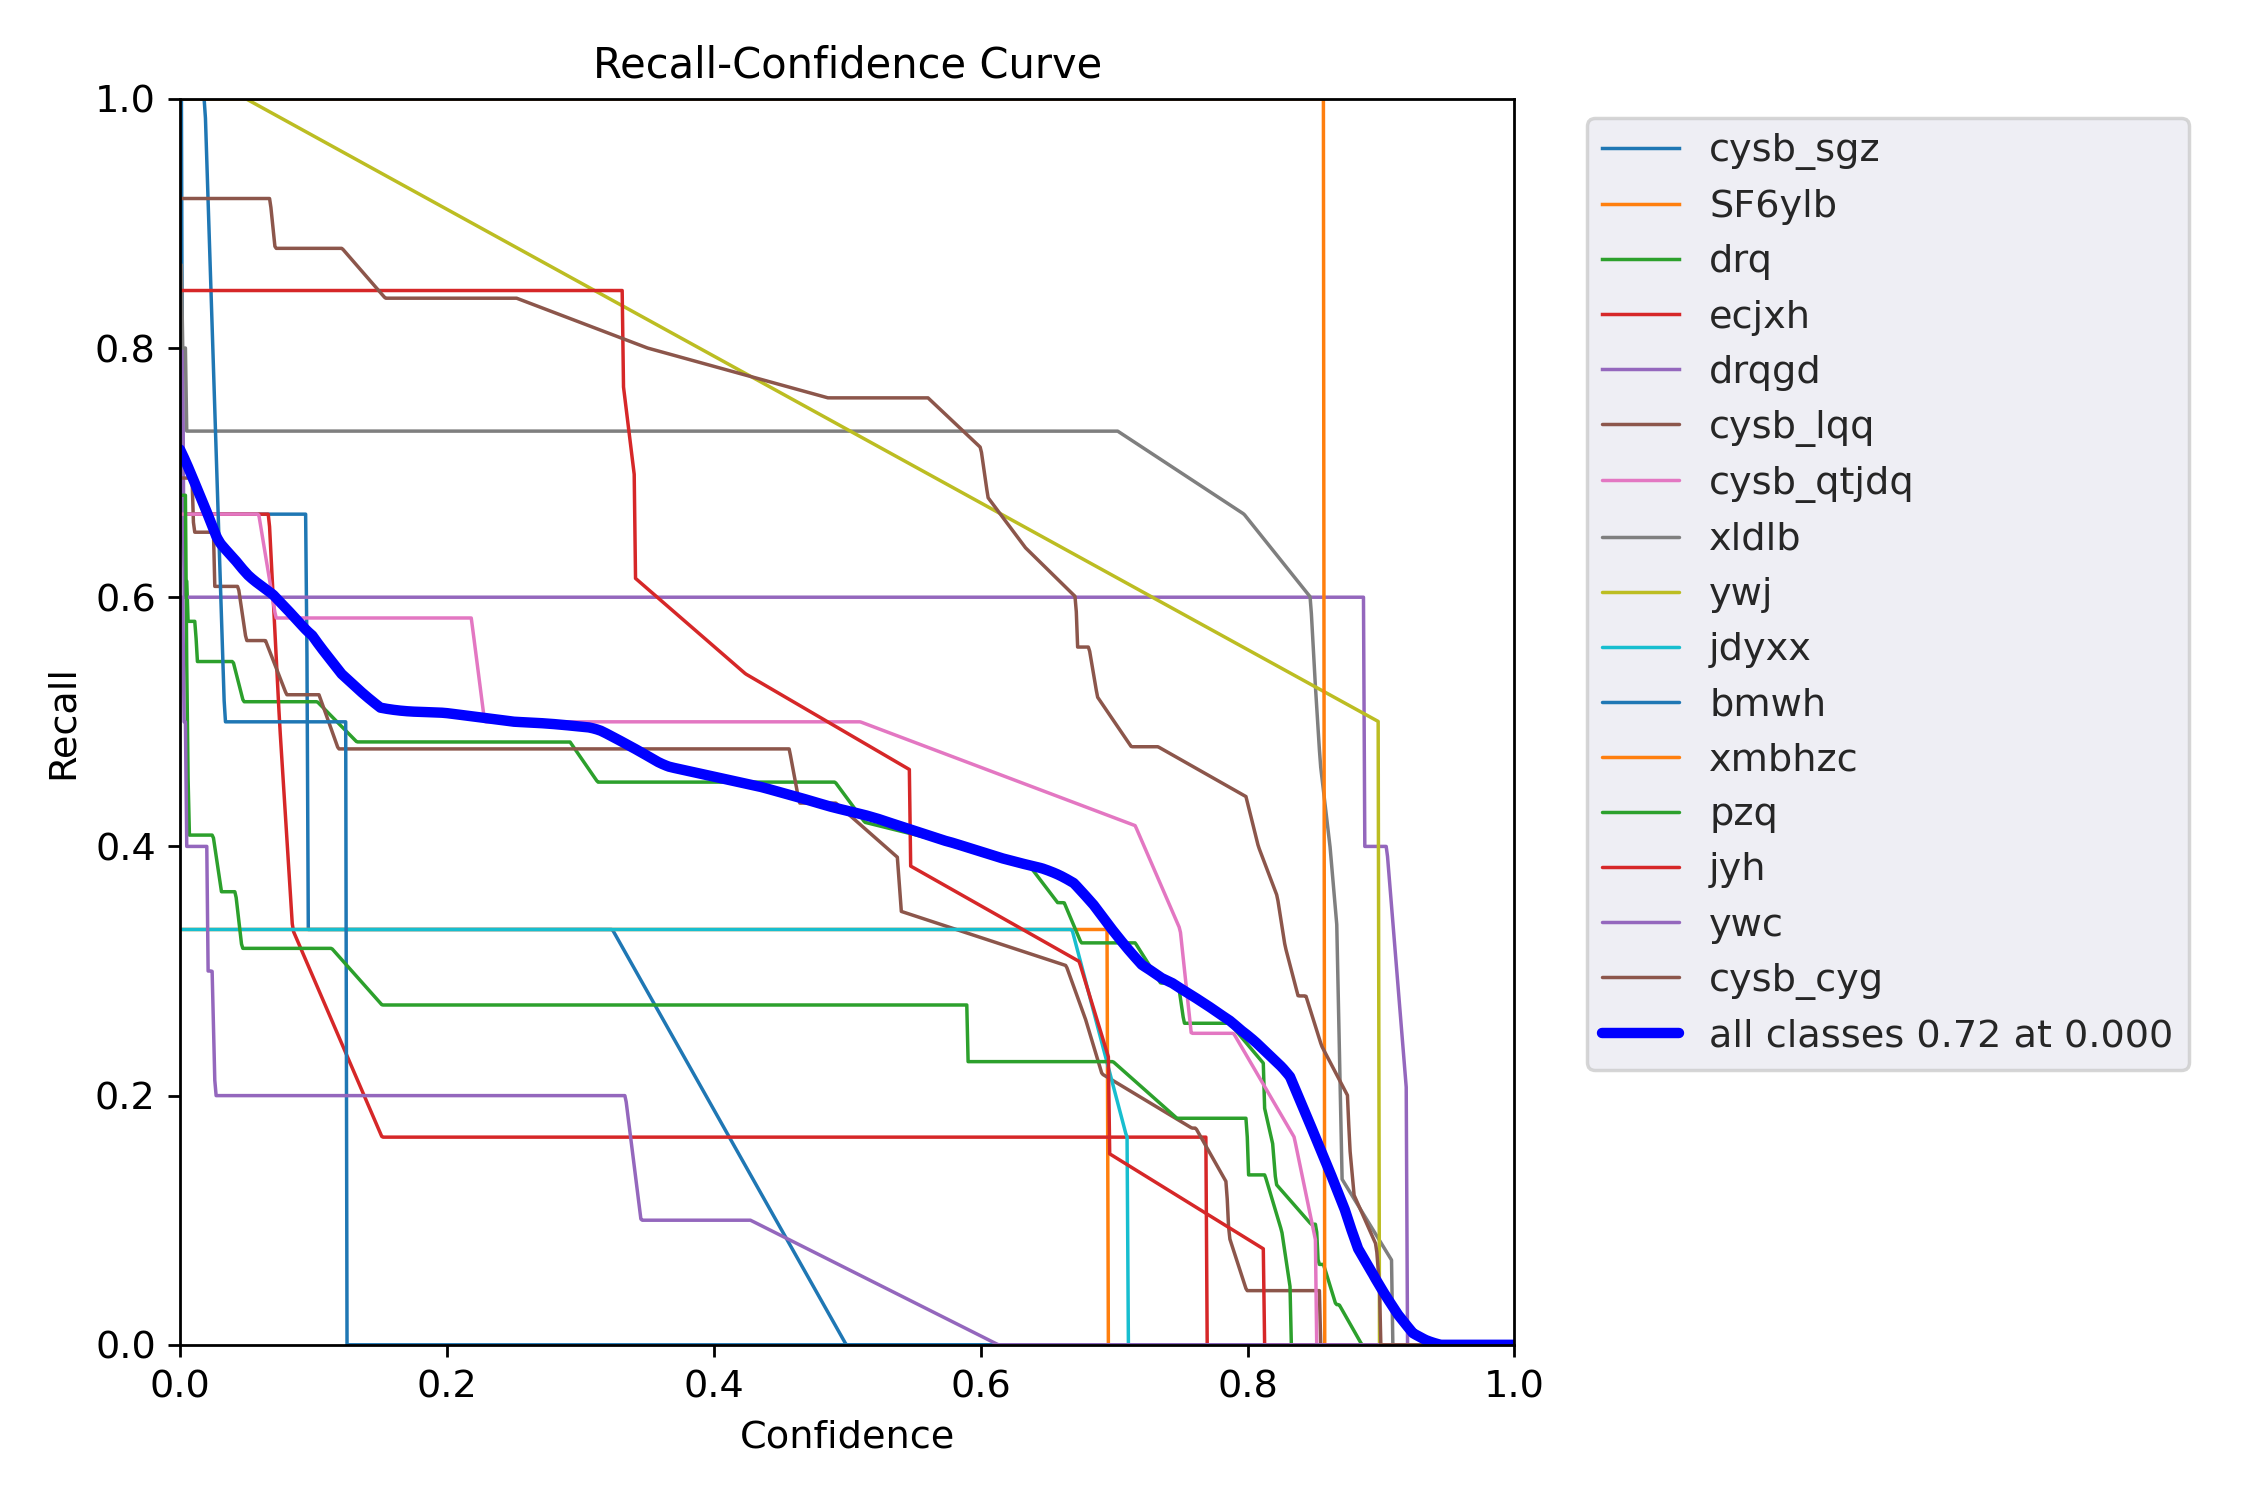 Recall-Confidence Curve
1.0
0.8
0.6
0.4
0.2
0.0
Recall
0.0 0.2 0.4 0.6 0.8 1.0
Confidence
cysb_sgz
SF6ylb
drq
ecjxh
drqgd
cysb_lqq
cysb_qtjdq
xldlb
ywj
jdyxx
bmwh
xmbhzc
pzq
jyh
ywc
cysb_cyg
all classes 0.72 at 0.000